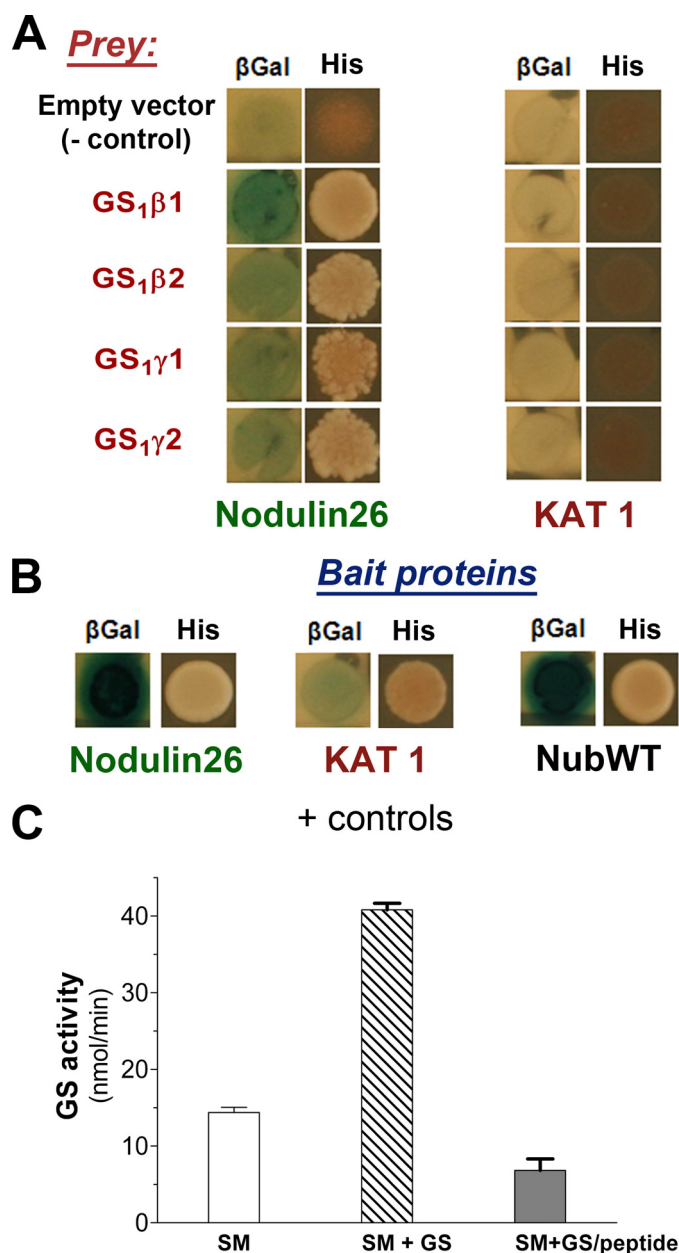 A
Prey:
βGal His βGal His
Empty vector
(- control)
GS1β1
GS1β2
GS1γ1
GS1γ2
Nodulin26 KAT 1
B
Bait proteins
βGal His βGal His βGal His
Nodulin26 KAT 1 NubWT
+ controls
C
GS activity
(nmol/min)
40
30
20
10
0
SM SM + GS SM+GS/peptide